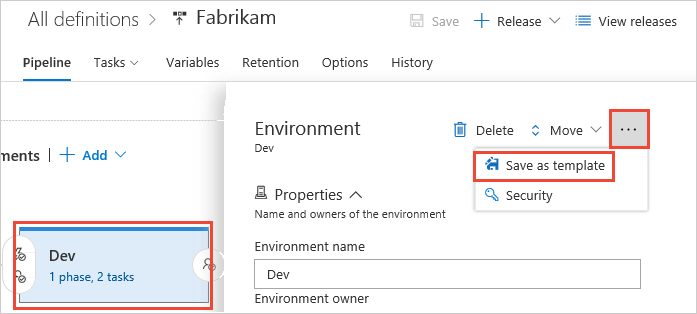 All definitions > Fabrikam
Save + Release View releases
Pipeline Tasks Variables Retention Options History
Environment
Dev
Delete Move ...
Save as template
Security
ments | + Add
Properties
Name and owners of the environment
Dev
1 phase, 2 tasks
Environment name
Dev
Environment owner